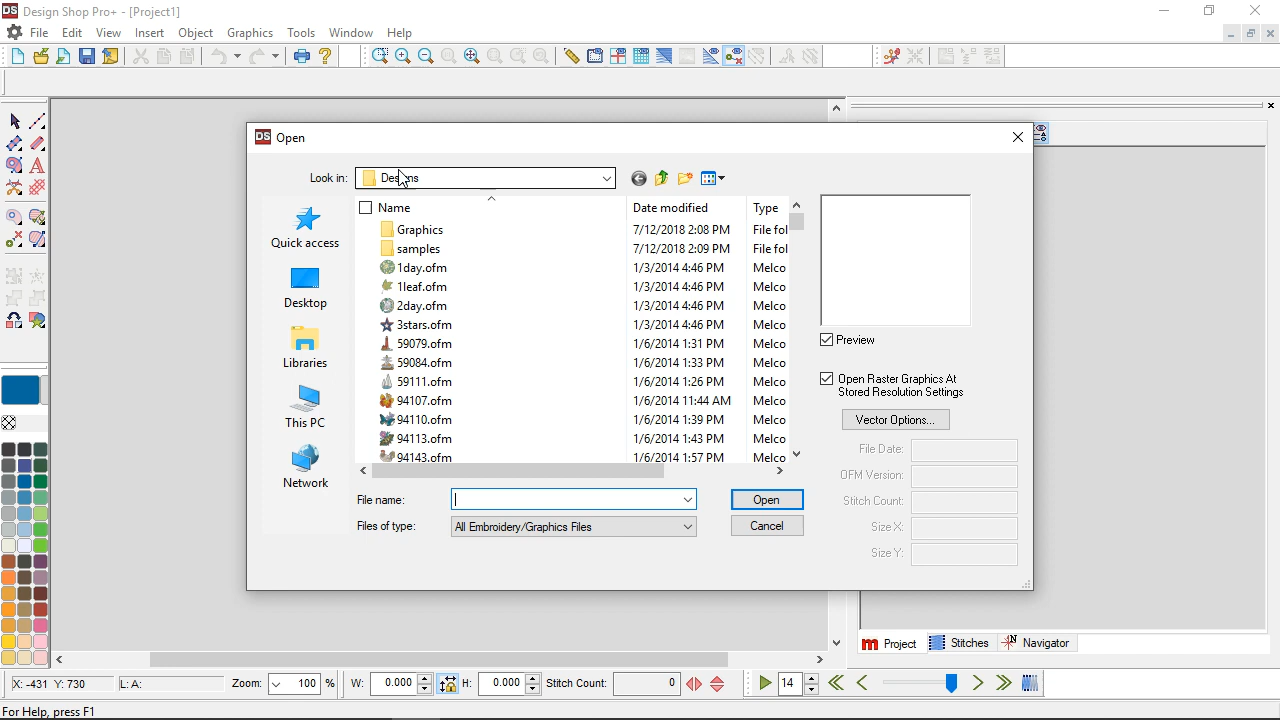 Design Shop Pro+ - [Project1]
File Edit View Insert Object Graphics Tools Window Help
Open
Look in: Designs
Name Date modified Type
Graphics 7/12/2018 2:08 PM File fol
samples 7/12/2018 2:09 PM File fol
1day.ofm 1/3/2014 4:46 PM Melco
1leaf.ofm 1/3/2014 4:46 PM Melco
2day.ofm 1/3/2014 4:46 PM Melco
3stars.ofm 1/3/2014 4:46 PM Melco
59079.ofm 1/6/2014 1:31 PM Melco
59084.ofm 1/6/2014 1:33 PM Melco
59111.ofm 1/6/2014 1:26 PM Melco
94107.ofm 1/6/2014 11:44 AM Melco
94110.ofm 1/6/2014 1:39 PM Melco
94113.ofm 1/6/2014 1:43 PM Melco
94143.ofm 1/6/2014 1:57 PM Melco
Quick access
Desktop
Libraries
This PC
Network
File name: Open
Files of type: All Embroidery/Graphics Files Cancel
Preview
Open Raster Graphics At
Stored Resolution Settings
Vector Options...
File Date:
OFM Version:
Stitch Count:
Size X:
Size Y:
Project Stitches Navigator
X: -431 Y: 730 L: A: Zoom: 100 % W: 0.000 H: 0.000 Stitch Count: 0 14
For Help, press F1